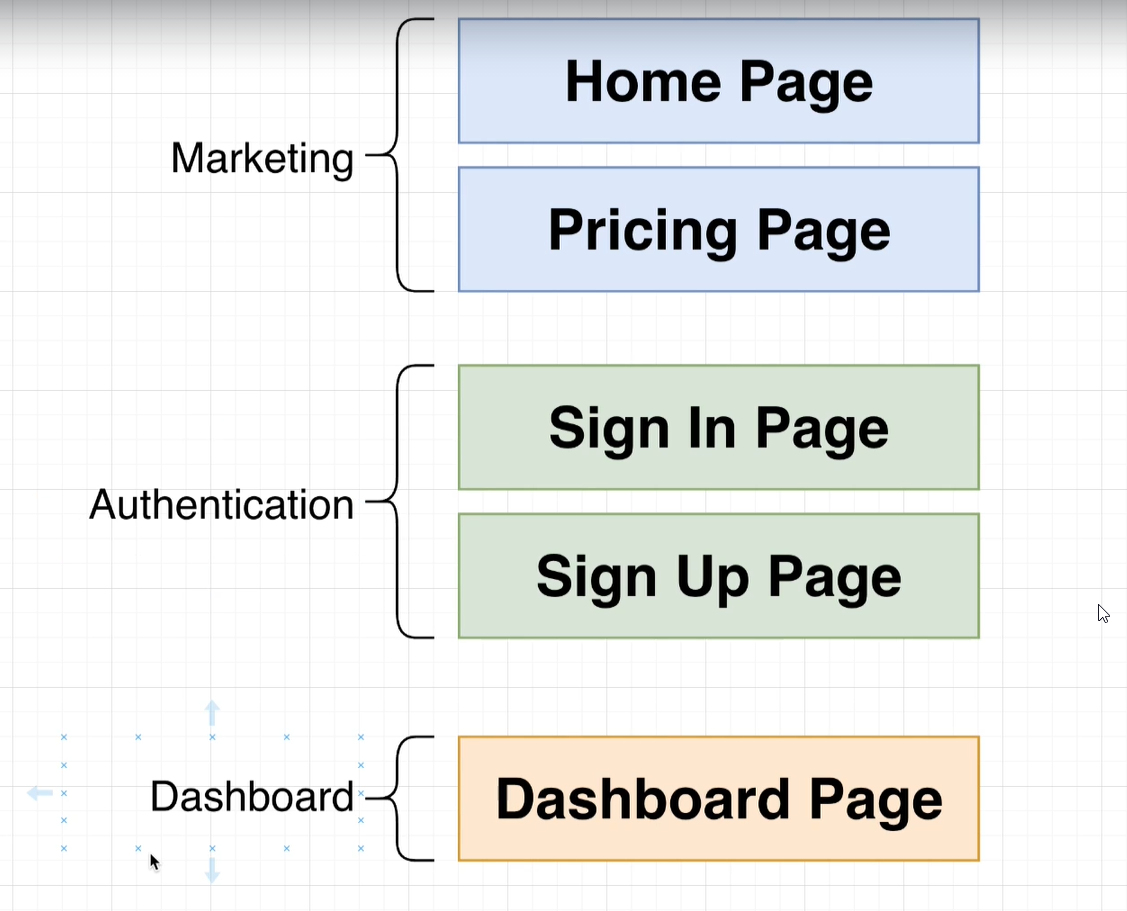 Home Page
Marketing
Pricing Page
Sign In Page
Authentication
Sign Up Page
Dashboard
Dashboard Page